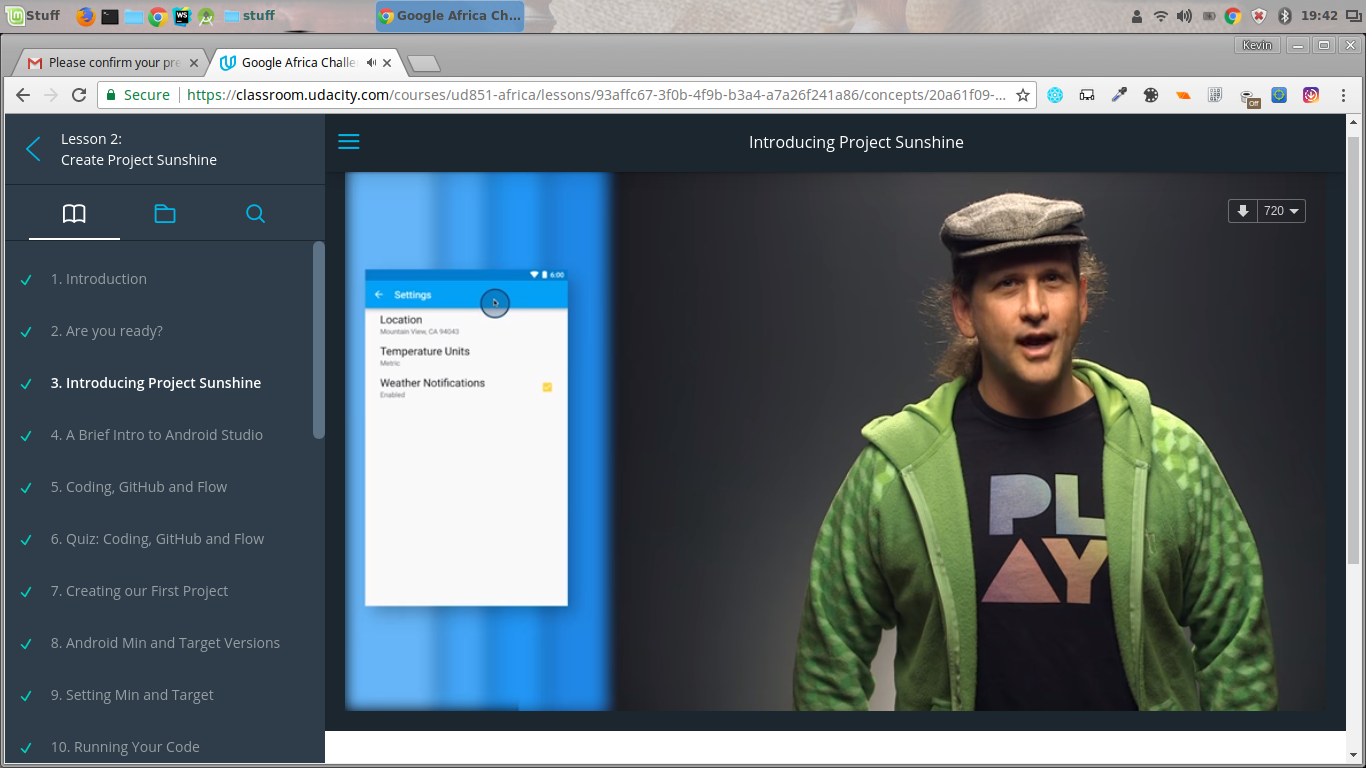 Stuff
stuff
Google Africa Ch...
19:42
Kevin
Please confirm your pre
Google Africa Challe
Secure
https://classroom.udacity.com/courses/ud851-africa/lessons/93affc67-3f0b-4f9b-b3a4-a7a26f241a86/concepts/20a61f09-...
Off
Lesson 2:
Create Project Sunshine
Introducing Project Sunshine
1. Introduction
2. Are you ready?
3. Introducing Project Sunshine
4. A Brief Intro to Android Studio
5. Coding, GitHub and Flow
6. Quiz: Coding, GitHub and Flow
7. Creating our First Project
8. Android Min and Target Versions
9. Setting Min and Target
10. Running Your Code
6:00
Settings
Location
Mountain View, CA 94043
Temperature Units
Metric
Weather Notifications
Enabled
720
PL
AY